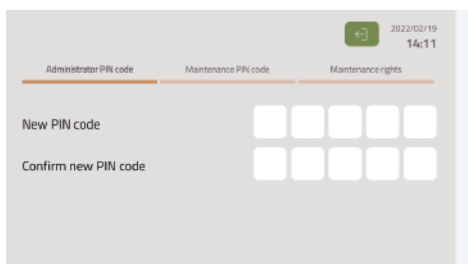 2022/02/19
14:11
Administrator PIN code
Maintenance PIN code
Maintenance rights
New PIN code
Confirm new PIN code